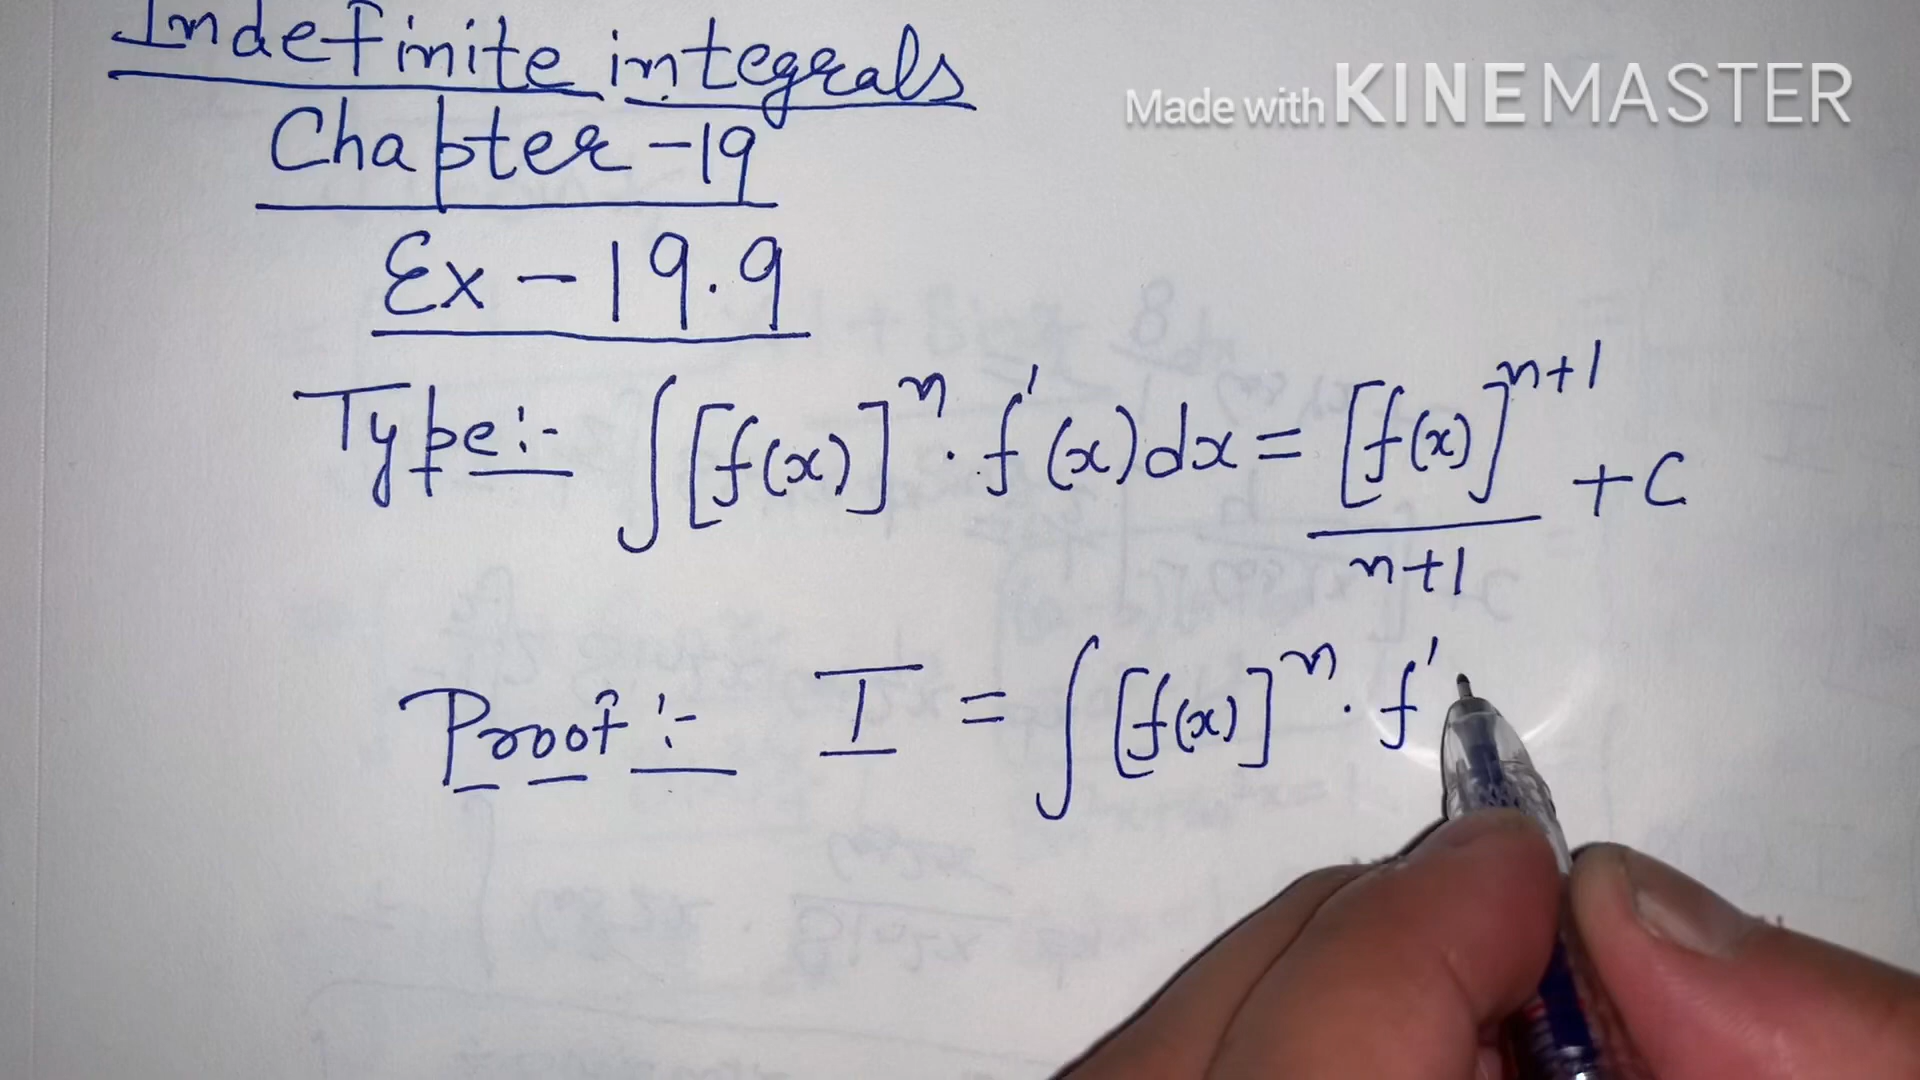 Indefinite integrals
Made with KINEMASTER
Chapter - 19
Ex - 19.9
Type :- ∫[f(x)]ⁿ · f'(x)dx = [f(x)]ⁿ⁺¹/n+1 + C
Proof :- I = ∫[f(x)]ⁿ · f'